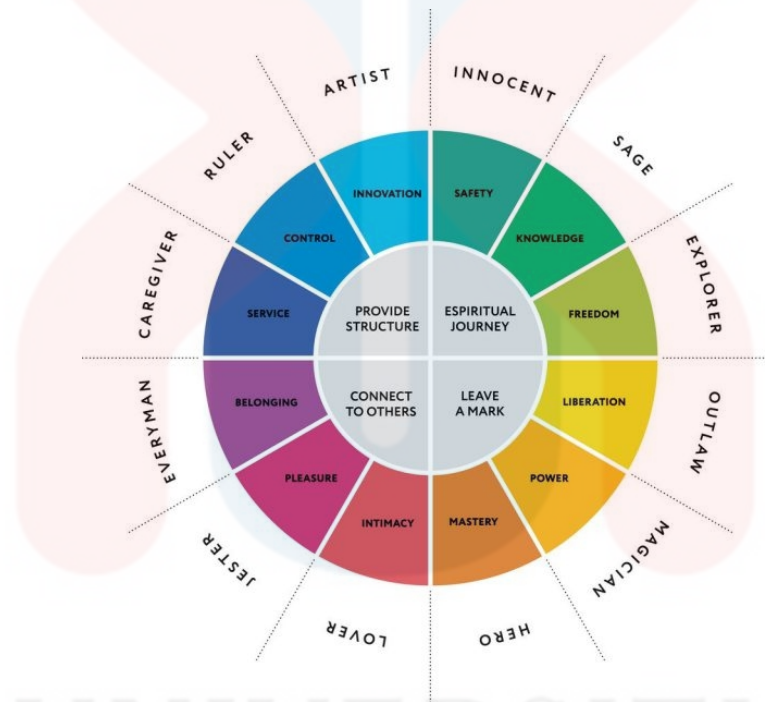 ARTIST
INNOCENT
RULER
SAGE
CAREGIVER
EXPLORER
EVERYMAN
OUTLAW
JESTER
MAGICIAN
LOVER
HERO
INNOVATION
SAFETY
CONTROL
KNOWLEDGE
SERVICE
FREEDOM
BELONGING
LIBERATION
PLEASURE
POWER
INTIMACY
MASTERY
PROVIDE
STRUCTURE
ESPIRITUAL
JOURNEY
CONNECT
TO OTHERS
LEAVE
A MARK